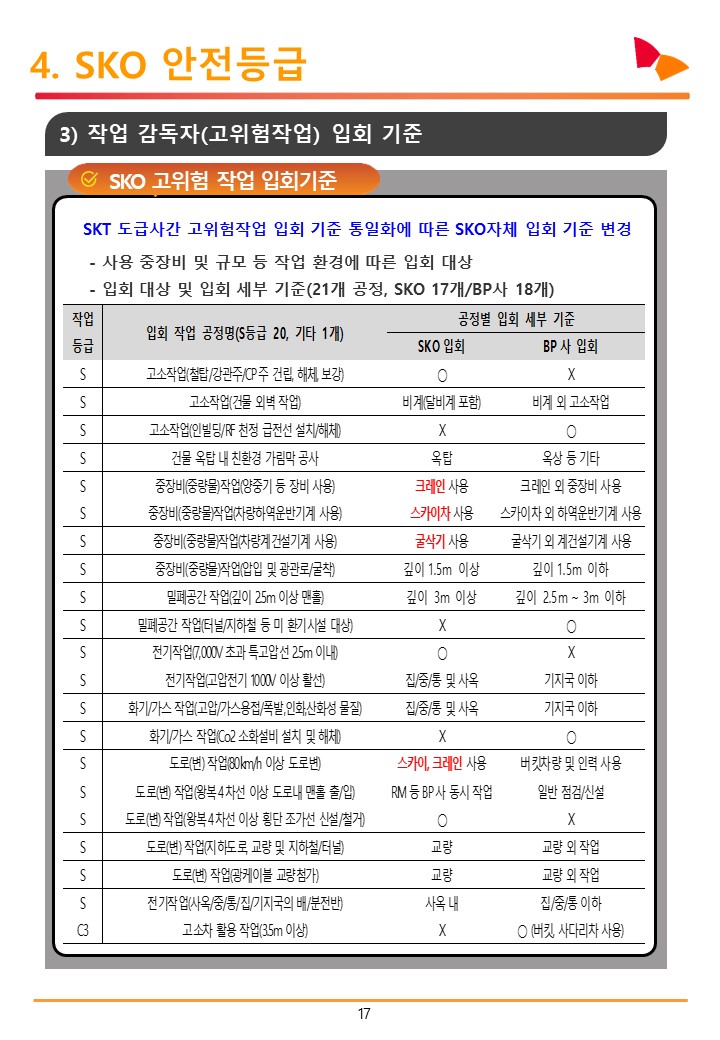 4. SKO 안전등급
3) 작업 감독자(고위험작업) 입회 기준
SKO 고위험 작업 입회기준
SKT 도급사간 고위험작업 입회 기준 통일화에 따른 SKO자체 입회 기준 변경
- 사용 중장비 및 규모 등 작업 환경에 따른 입회 대상
- 입회 대상 및 입회 세부 기준(21개 공정, SKO 17개/BP사 18개)
작업 등급 입회 작업 공정명(S등급 20, 기타 1개) 공정별 입회 세부 기준
SKO 입회 BP 사 입회
S 고소작업(철탑/강관주/CP주 건립, 해체, 보강) ○ X
S 고소작업(건물 외벽 작업) 비계(달비계 포함) 비계 외 고소작업
S 고소작업(인빌딩/RF 천정 급전선 설치/해체) X ○
S 건물 옥탑 내 친환경 가림막 공사 옥탑 옥상 등 기타
S 중장비(중량물)작업(양중기 등 장비 사용) 크레인 사용 크레인 외 중장비 사용
S 중장비(중량물)작업(차량하역운반기계 사용) 스카이차 사용 스카이차 외 하역운반기계 사용
S 중장비(중량물)작업(차량계건설기계 사용) 굴삭기 사용 굴삭기 외 계건설기계 사용
S 중장비(중량물)작업(압입 및 광관로/굴착) 깊이 1.5m 이상 깊이 1.5m 이하
S 밀폐공간 작업(깊이 2.5m 이상 맨홀) 깊이 3m 이상 깊이 2.5m ~ 3m 이하
S 밀폐공간 작업(터널/지하철 등 미 환기시설 대상) X ○
S 전기작업(7,000V 초과 특고압선 2.5m 이내) ○ X
S 전기작업(고압전기 1000V 이상 활선) 집/중/통 및 사옥 기지국 이하
S 화기/가스 작업(고압/가스용접/폭발,인화,산화성 물질) 집/중/통 및 사옥 기지국 이하
S 화기/가스 작업(Co2 소화설비 설치 및 해체) X ○
S 도로(변) 작업(80km/h 이상 도로변) 스카이, 크레인 사용 버킷차량 및 인력 사용
S 도로(변) 작업(왕복 4차선 이상 도로내 맨홀 출/입) RM 등 BP사 동시 작업 일반 점검/신설
S 도로(변) 작업(왕복 4차선 이상 횡단 조가선 신설/철거) ○ X
S 도로(변) 작업(지하도로, 교량 및 지하철/터널) 교량 교량 외 작업
S 도로(변) 작업(광케이블 교량첨가) 교량 교량 외 작업
S 전기작업(사옥/중/통/집/기지국의 배/분전반) 사옥 내 집/중/통 이하
C3 고소차 활용 작업(3.5m 이상) X ○ (버킷, 사다리차 사용)
17